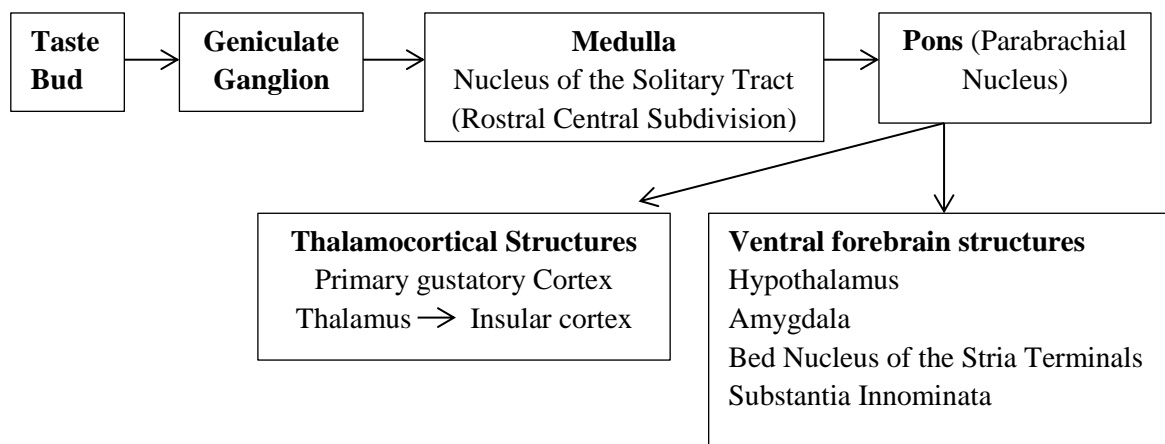 Taste
Bud
Geniculate
Ganglion
Medulla
Nucleus of the Solitary Tract
(Rostral Central Subdivision)
Pons (Parabrachial
Nucleus)
Thalamocortical Structures
Primary gustatory Cortex
Thalamus → Insular cortex
Ventral forebrain structures
Hypothalamus
Amygdala
Bed Nucleus of the Stria Terminals
Substantia Innominata